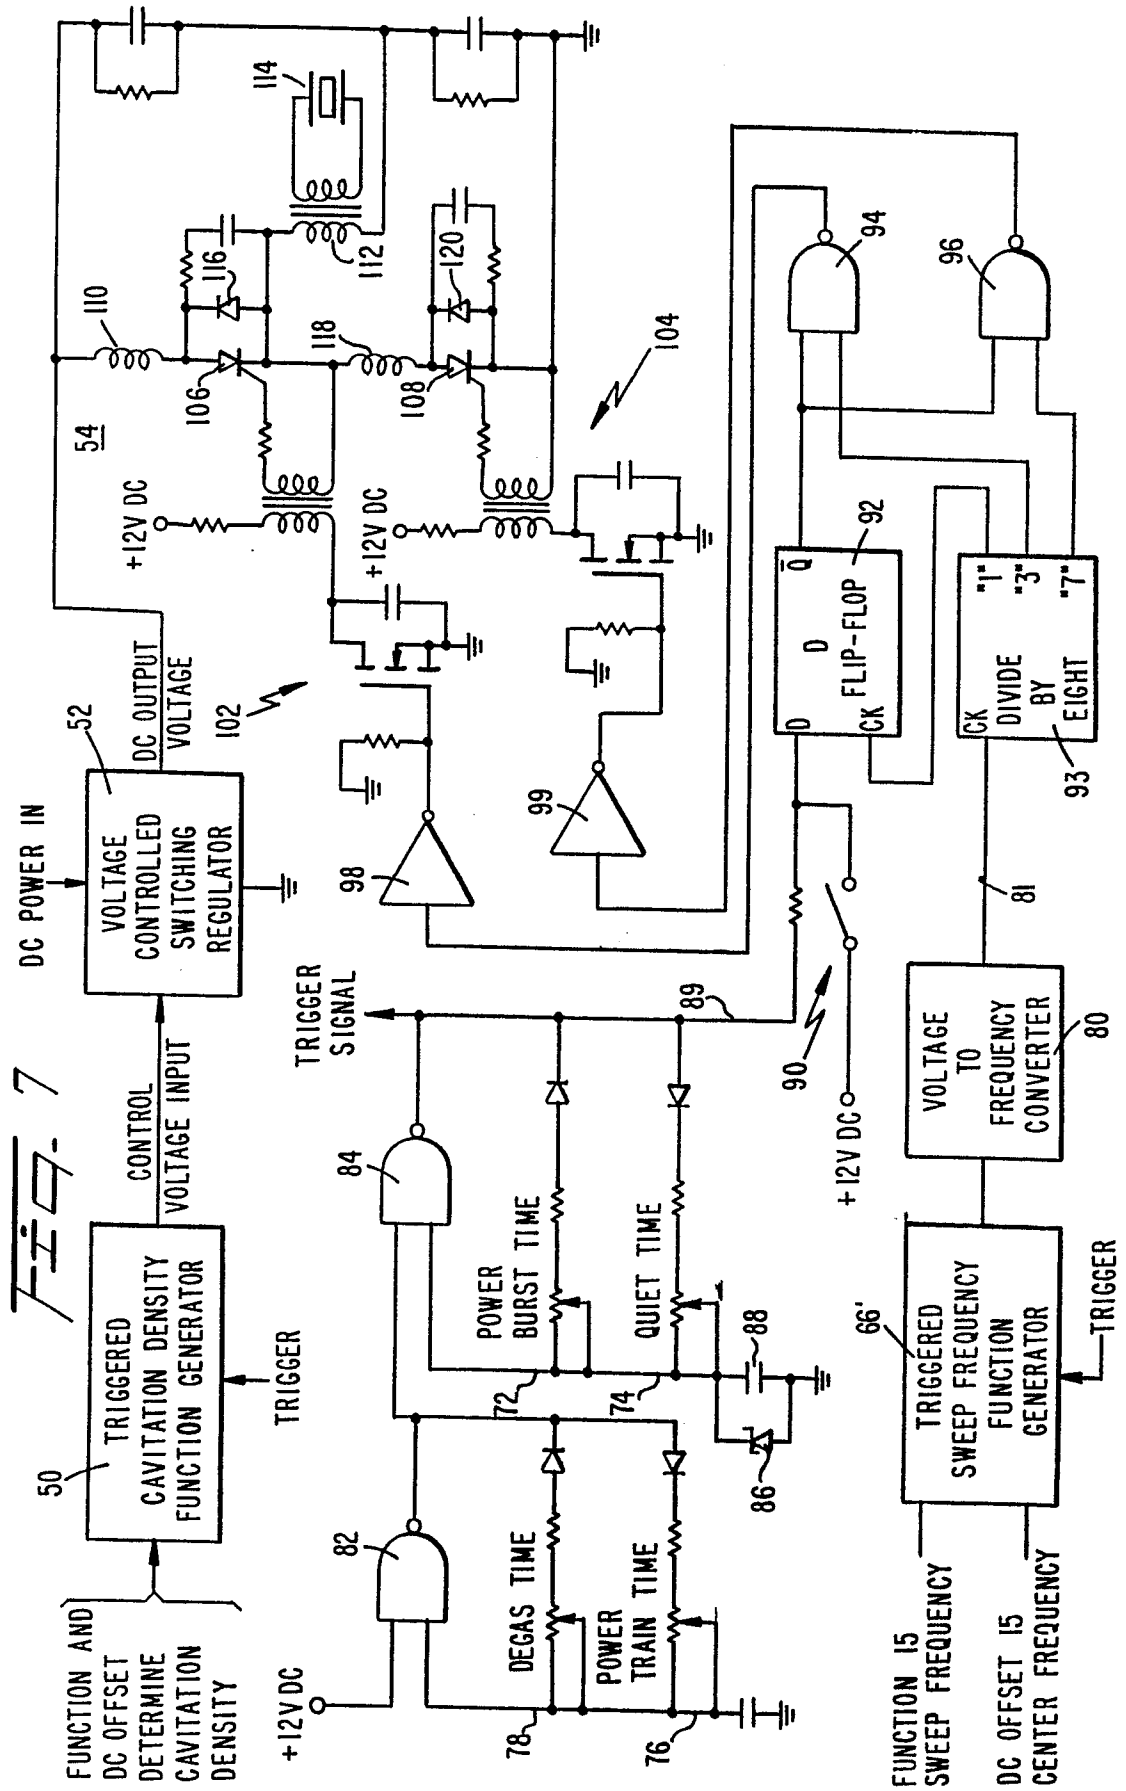 Fig. 7
FUNCTION AND
DC OFFSET
DETERMINE
CAVITATION
DENSITY
50
TRIGGERED
CAVITATION DENSITY
FUNCTION GENERATOR
TRIGGER
CONTROL
VOLTAGE INPUT
DC POWER IN
52
VOLTAGE
CONTROLLED
SWITCHING
REGULATOR
DC OUTPUT
VOLTAGE
54
110
106
116
114
112
118
108
120
+12V DC
+12V DC
102
104
+12V DC
82
84
TRIGGER
SIGNAL
98
99
78
DEGAS TIME
76
POWER
TRAIN TIME
72
POWER
BURST TIME
74
QUIET TIME
86
88
89
90
+12V DC
D
Q
D
FLIP-FLOP
CK
92
94
96
CK
DIVIDE
BY
EIGHT
"1"
"3"
"7"
93
81
VOLTAGE
TO
FREQUENCY
CONVERTER
80
66'
TRIGGERED
SWEEP FREQUENCY
FUNCTION
GENERATOR
TRIGGER
FUNCTION IS
SWEEP FREQUENCY
DC OFFSET IS
CENTER FREQUENCY